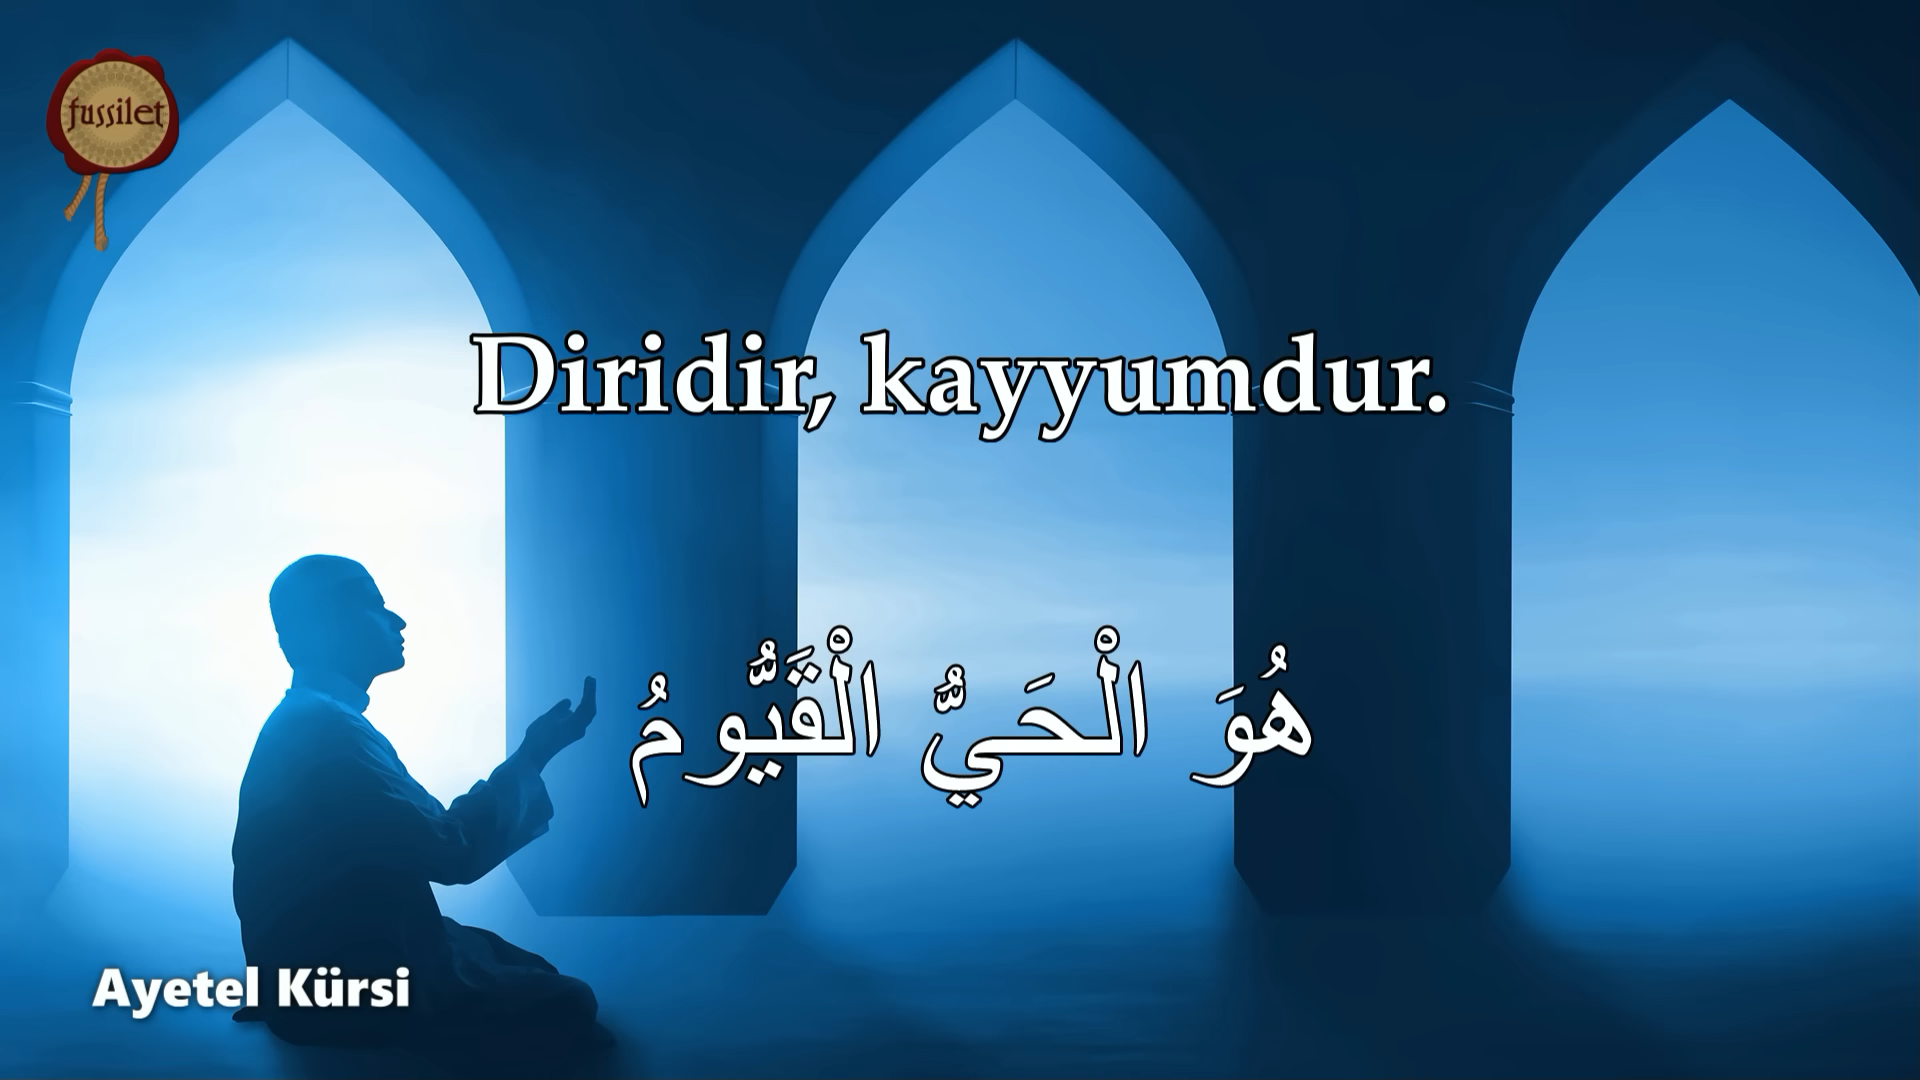 fussilet
Diridir, kayyumdur.
هُوَ الْحَيُّ الْقَيُّومُ
Ayetel Kürsi